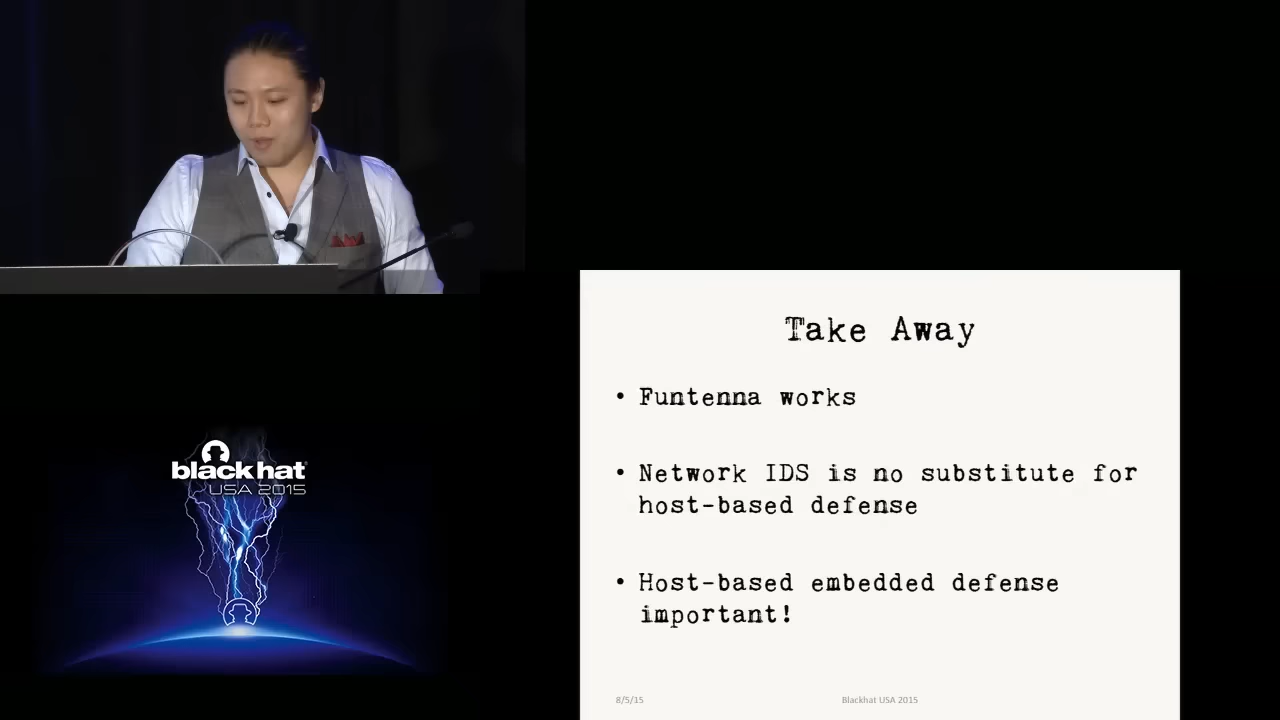 black hat
USA 2015
Take Away
• Funtenna works
• Network IDS is no substitute for
host-based defense
• Host-based embedded defense
important!
8/5/15
Blackhat USA 2015